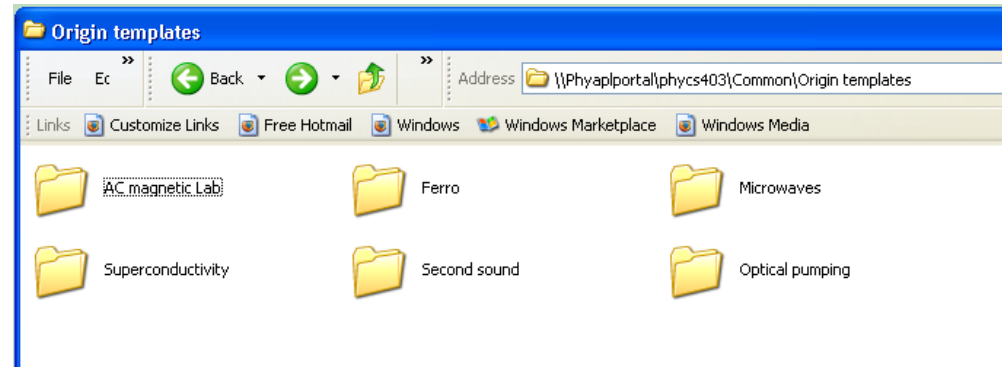 Origin templates
File Ec » Back » Address \\Phyaplportal\phycs403\Common\Origin templates
Links Customize Links Free Hotmail Windows Windows Marketplace Windows Media
AC magnetic Lab Ferro Microwaves
Superconductivity Second sound Optical pumping